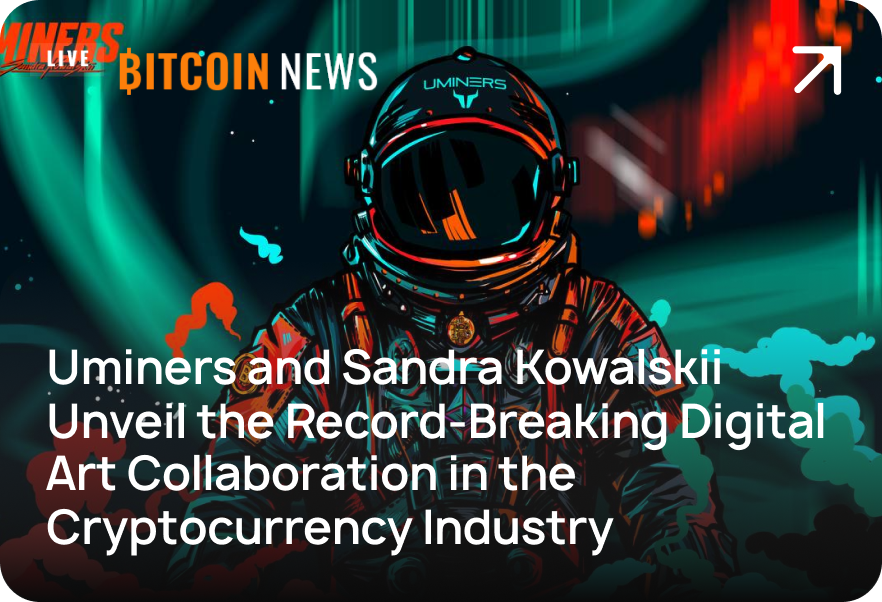 MINERS
LIVE
BITCOIN NEWS
UMINERS
Uminers and Sandra Kowalskii
Unveil the Record-Breaking Digital
Art Collaboration in the
Cryptocurrency Industry